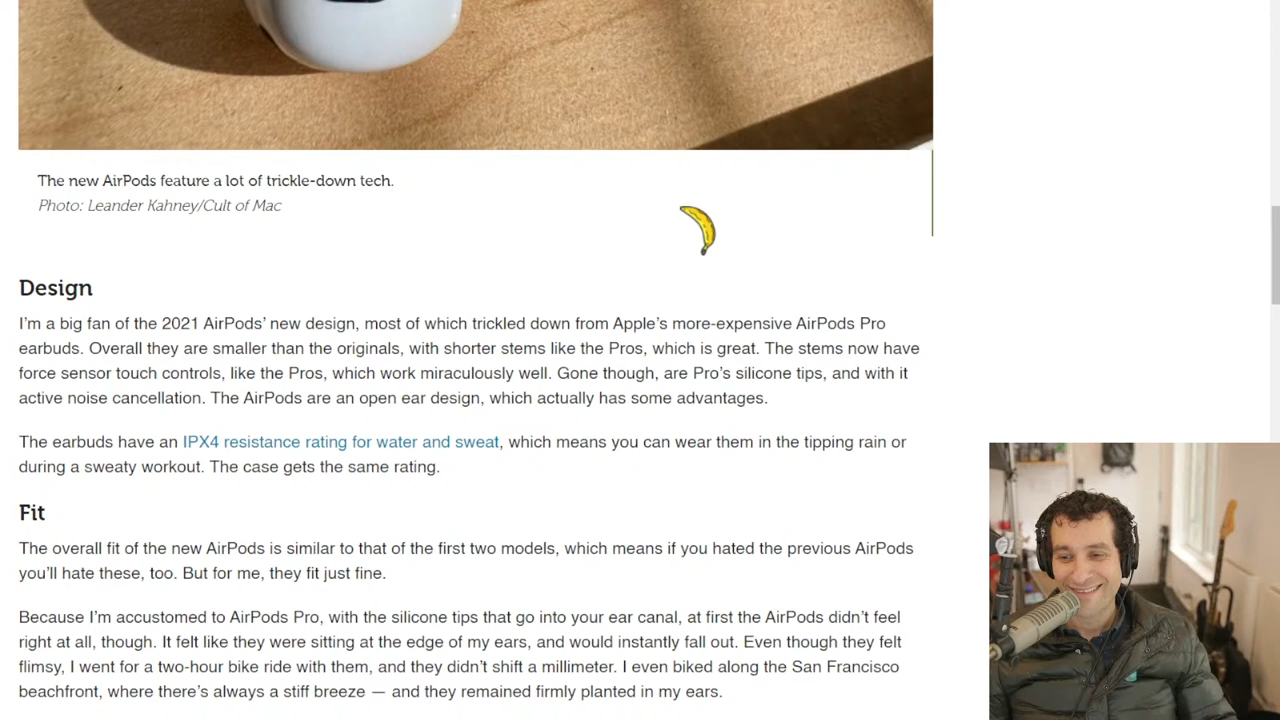 The new AirPods feature a lot of trickle-down tech.
Photo: Leander Kahney/Cult of Mac
Design
I'm a big fan of the 2021 AirPods' new design, most of which trickled down from Apple's more-expensive AirPods Pro
earbuds. Overall they are smaller than the originals, with shorter stems like the Pros, which is great. The stems now have
force sensor touch controls, like the Pros, which work miraculously well. Gone though, are Pro's silicone tips, and with it
active noise cancellation. The AirPods are an open ear design, which actually has some advantages.
The earbuds have an IPX4 resistance rating for water and sweat, which means you can wear them in the tipping rain or
during a sweaty workout. The case gets the same rating.
Fit
The overall fit of the new AirPods is similar to that of the first two models, which means if you hated the previous AirPods
you'll hate these, too. But for me, they fit just fine.
Because I'm accustomed to AirPods Pro, with the silicone tips that go into your ear canal, at first the AirPods didn't feel
right at all, though. It felt like they were sitting at the edge of my ears, and would instantly fall out. Even though they felt
flimsy, I went for a two-hour bike ride with them, and they didn't shift a millimeter. I even biked along the San Francisco
beachfront, where there's always a stiff breeze — and they remained firmly planted in my ears.